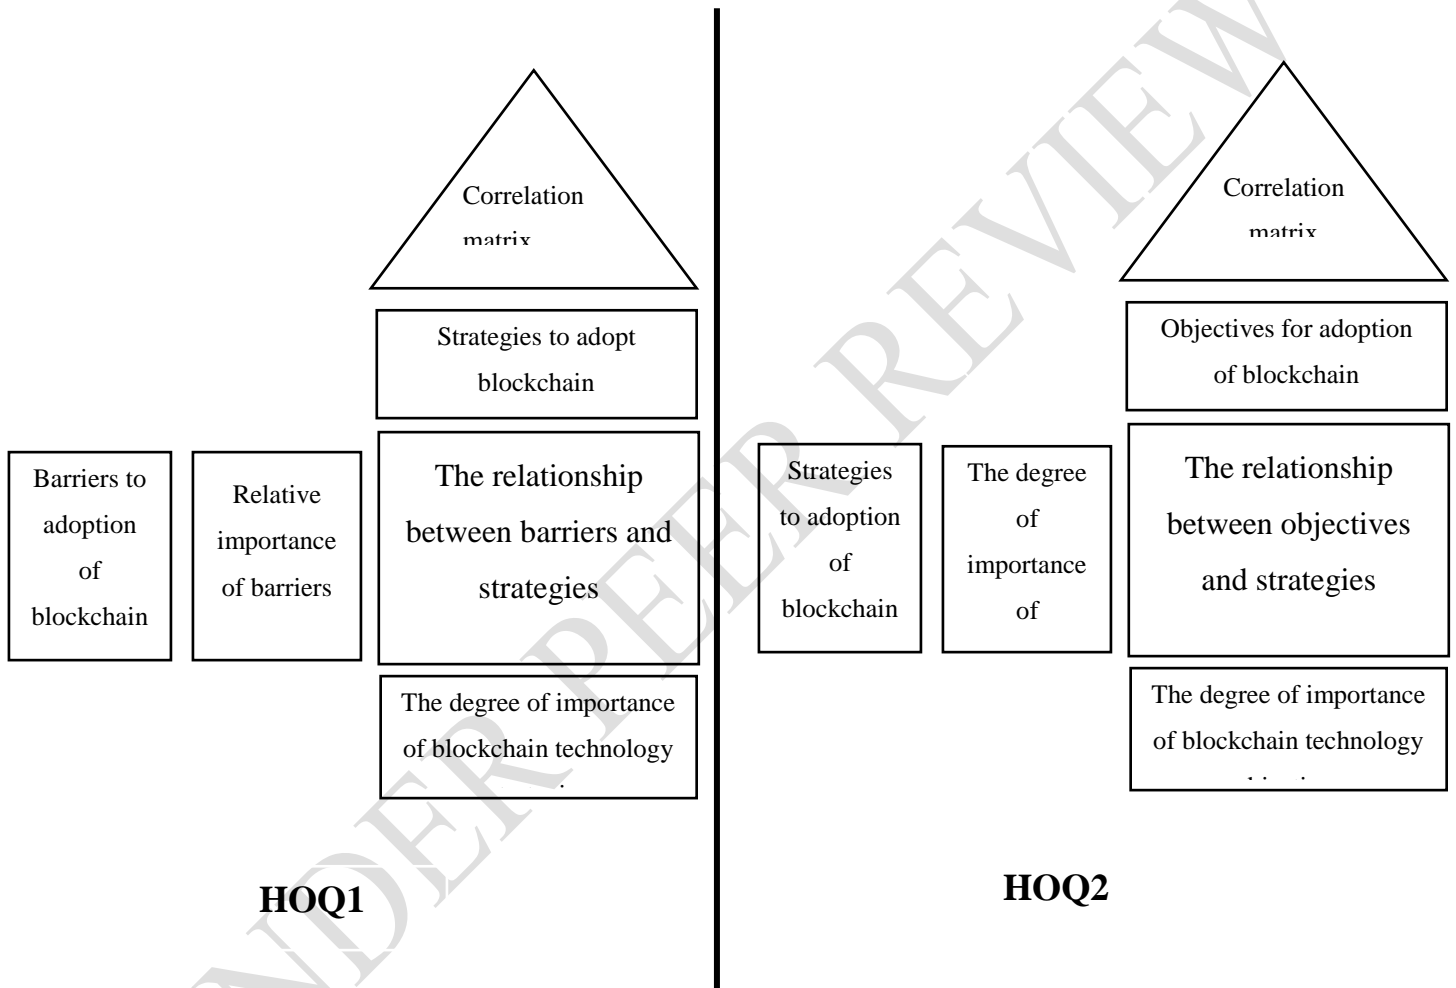 Correlation
matrix
Strategies to adopt
blockchain
Barriers to
adoption
of
blockchain
Relative
importance
of barriers
The relationship
between barriers and
strategies
The degree of importance
of blockchain technology
HOQ1
Correlation
matrix
Objectives for adoption
of blockchain
Strategies
to adoption
of
blockchain
The degree
of
importance
of
The relationship
between objectives
and strategies
The degree of importance
of blockchain technology
HOQ2
PEER REVIEW